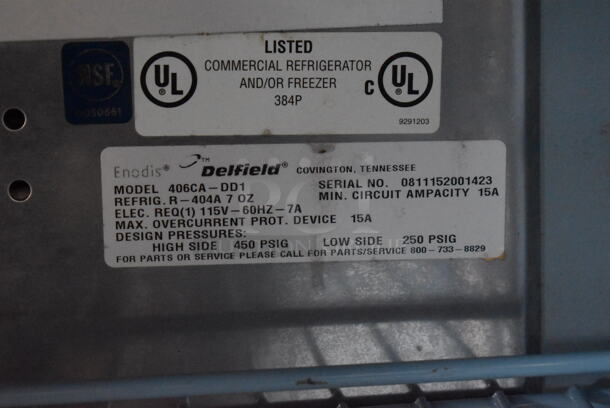 NSF
LISTED
COMMERCIAL REFRIGERATOR
AND/OR FREEZER
384P
UL
C UL
9291203
Enodis® ™ Delfield® COVINGTON, TENNESSEE
MODEL 406CA-DD1 SERIAL NO. 0811152001423
REFRIG. R-404A 7 OZ MIN. CIRCUIT AMPACITY 15A
ELEC. REQ(1) 115V-60HZ-7A
MAX. OVERCURRENT PROT. DEVICE 15A
DESIGN PRESSURES:
HIGH SIDE 450 PSIG LOW SIDE 250 PSIG
FOR PARTS OR SERVICE PLEASE CALL FOR PARTS/SERVICE 800-733-8829